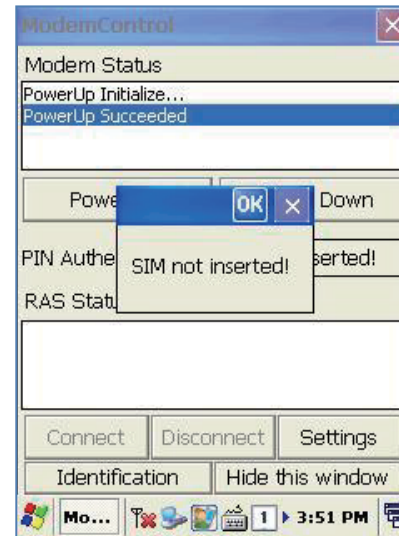 ModemControl
Modem Status
PowerUp Initialize...
PowerUp Succeeded
Powe
Down
OK
PIN Authe
serted!
SIM not inserted!
RAS Statu
Connect Disconnect Settings
Identification Hide this window
Mo... 1 3:51 PM